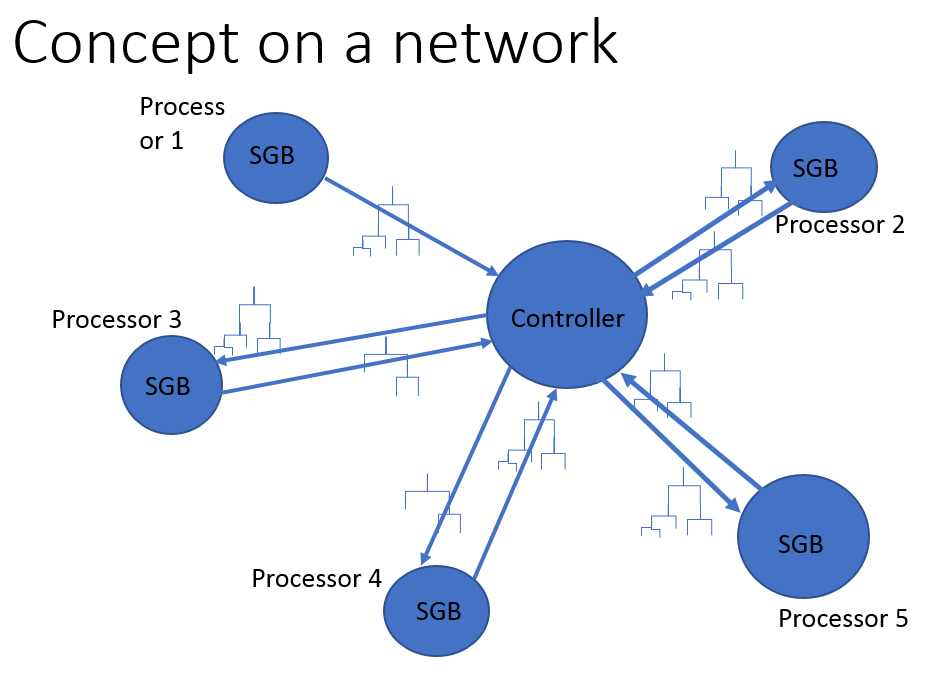 Concept on a network
Process
or 1
SGB
SGB
Processor 2
Controller
Processor 3
SGB
Processor 4
SGB
SGB
Processor 5